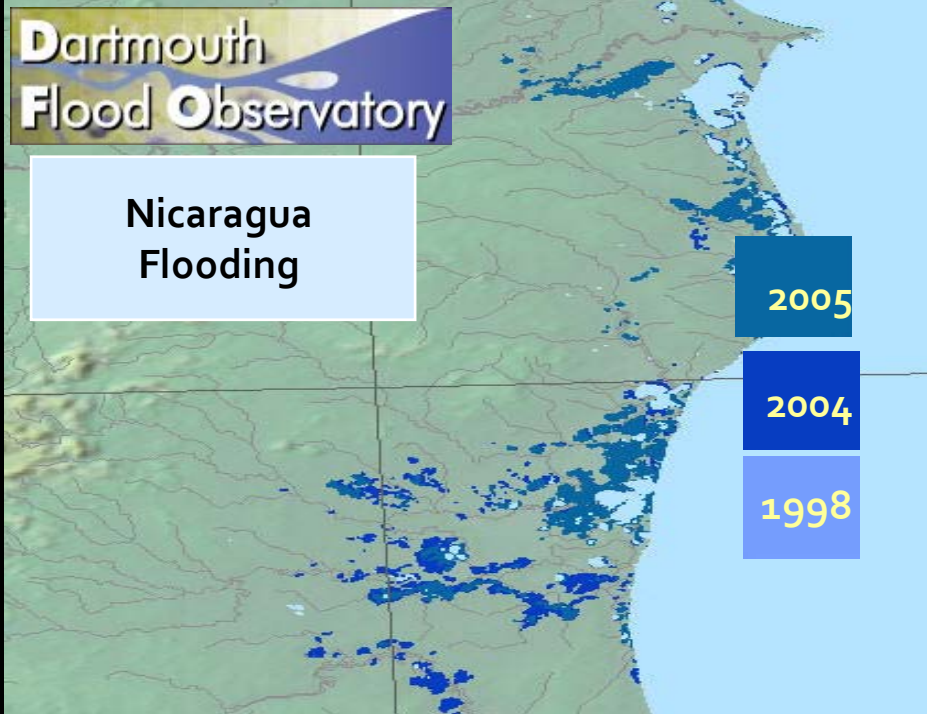 Dartmouth
Flood Observatory
Nicaragua
Flooding
2005
2004
1998